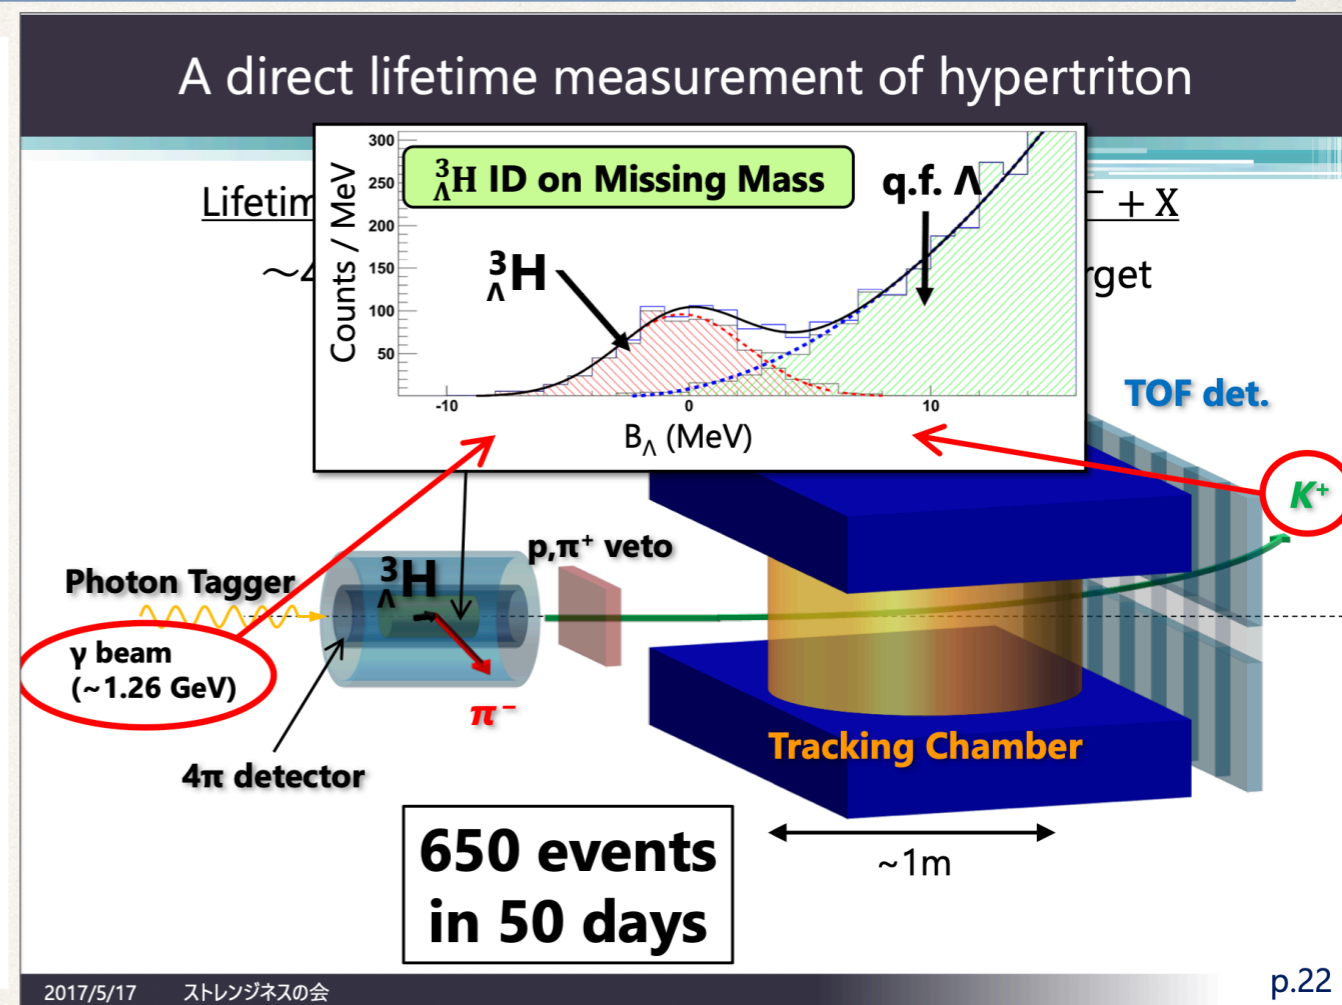 A direct lifetime measurement of hypertriton
300
250
200
150
100
50
Counts / MeV
³ΛH ID on Missing Mass
q.f. Λ
³ΛH
-10
0
10
BΛ (MeV)
⁻ + X
TOF det.
K⁺
p,π⁺ veto
Photon Tagger
³ΛH
γ beam
(~1.26 GeV)
π⁻
4π detector
Tracking Chamber
650 events
in 50 days
~1m
2017/5/17 ストレンジネスの会
p.22